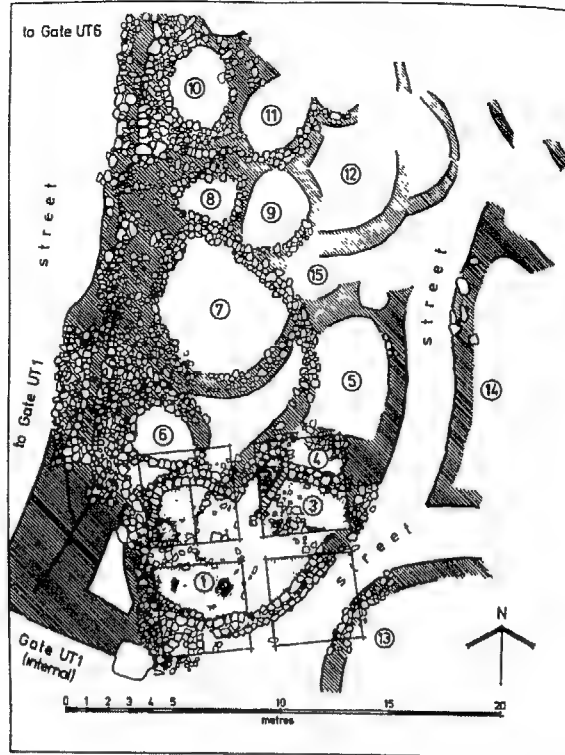 to Gate UT6
⑩
⑪
⑫
⑧
⑨
street
⑮
street
⑦
⑤
⑭
to Gate UT1
⑥
④
③
①
street
⑬
Gate UT1
(internal)
N
0 1 2 3 4 5 10 15 20
metres